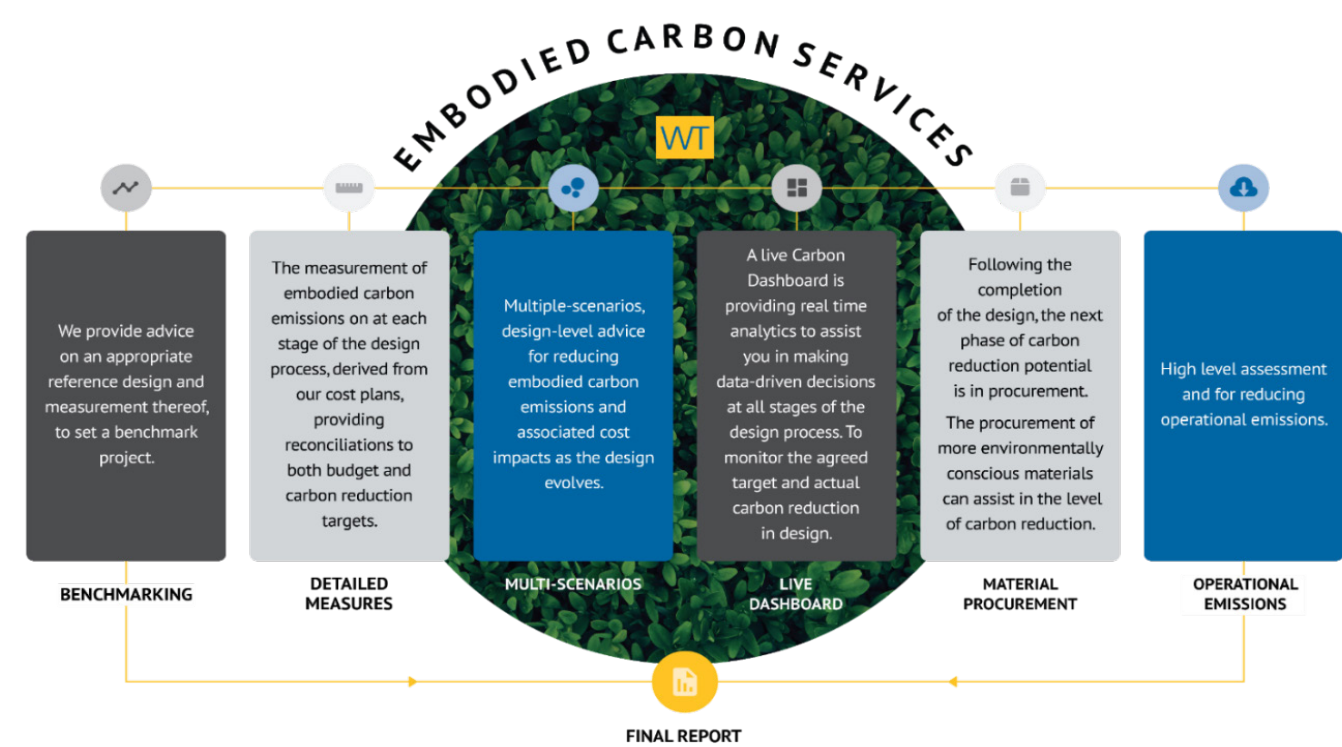 EMBODIED CARBON SERVICES
WT
We provide advice
on an appropriate
reference design and
measurement thereof,
to set a benchmark
project.
BENCHMARKING
The measurement of
embodied carbon
emissions on at each
stage of the design
process, derived from
our cost plans,
providing
reconciliations to
both budget and
carbon reduction
targets.
DETAILED
MEASURES
Multiple-scenarios,
design-level advice
for reducing
embodied carbon
emissions and
associated cost
impacts as the design
evolves.
MULTI-SCENARIOS
A live Carbon
Dashboard is
providing real time
analytics to assist
you in making
data-driven decisions
at all stages of the
design process. To
monitor the agreed
target and actual
carbon reduction
in design.
LIVE
DASHBOARD
Following the
completion
of the design, the next
phase of carbon
reduction potential
is in procurement.
The procurement of
more environmentally
conscious materials
can assist in the level
of carbon reduction.
MATERIAL
PROCUREMENT
High level assessment
and for reducing
operational emissions.
OPERATIONAL
EMISSIONS
FINAL REPORT